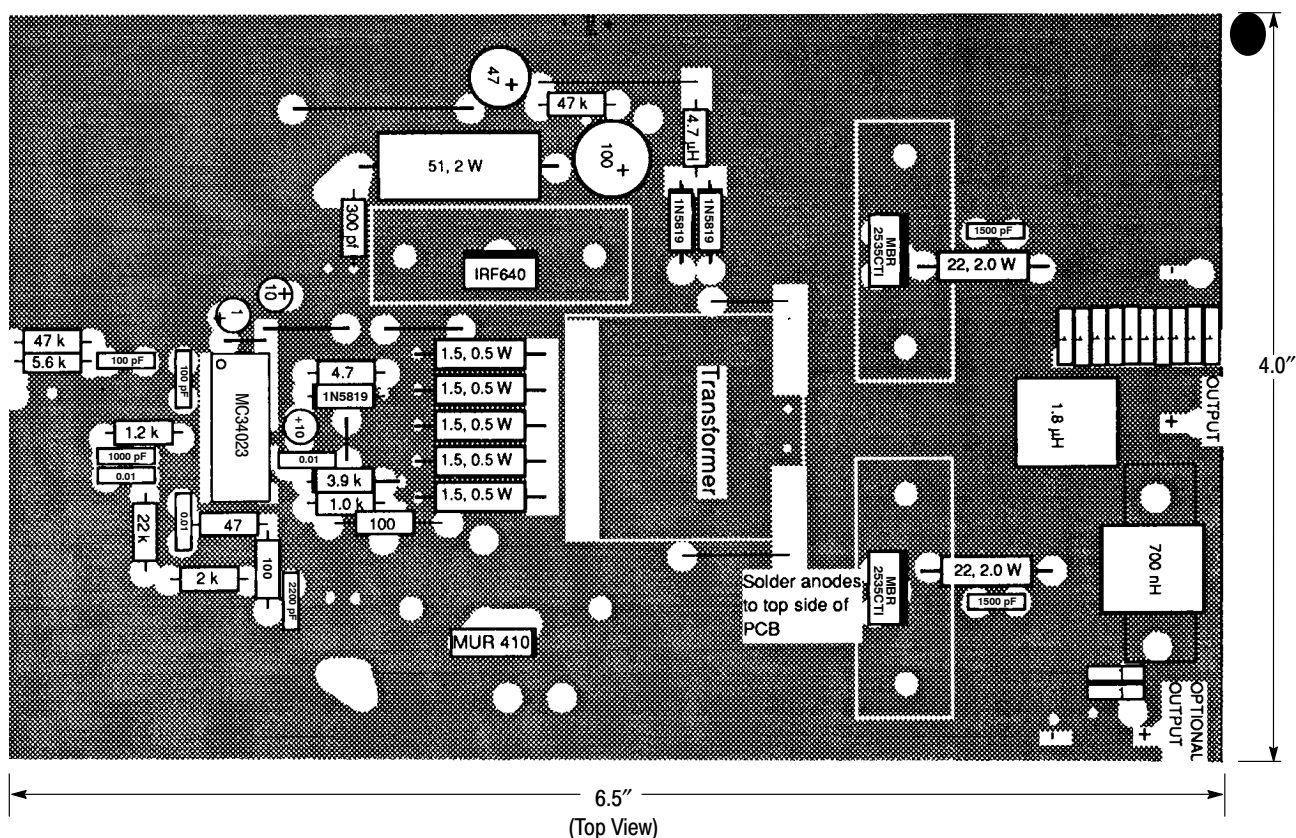 47
+
47 k
4.7 µH
51, 2 W
100
+
300 pf
1N5819
1N5819
MBR
2535CTI
1500 pF
22, 2.0 W
IRF640
-
10
+
1
+
47 k
5.6 k
100 pF
100 pF
4.7
1N5819
1.5, 0.5 W
1.5, 0.5 W
1.5, 0.5 W
1.5, 0.5 W
1.5, 0.5 W
Transformer
4.0″
OUTPUT
+
1.8 µH
MC34023
+10
1.2 k
1000 pF
0.01
0.01
3.9 k
1.0 k
100
22 k
0.01
47
100
2 k
2200 pF
Solder anodes
to top side of
PCB
MBR
2535CTI
22, 2.0 W
1500 pF
700 nH
MUR 410
OPTIONAL
OUTPUT
-
+
6.5″
(Top View)